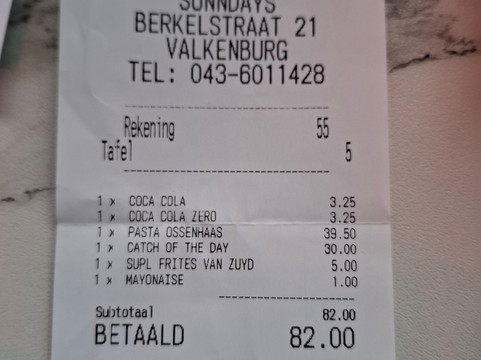 SUNNDAYS
BERKELSTRAAT 21
VALKENBURG
TEL: 043-6011428
Rekening 55
Tafel 5
1 x COCA COLA 3.25
1 x COCA COLA ZERO 3.25
1 x PASTA OSSENHAAS 39.50
1 x CATCH OF THE DAY 30.00
1 x SUPL FRITES VAN ZUYD 5.00
1 x MAYONAISE 1.00
Subtotaal 82.00
BETAALD 82.00